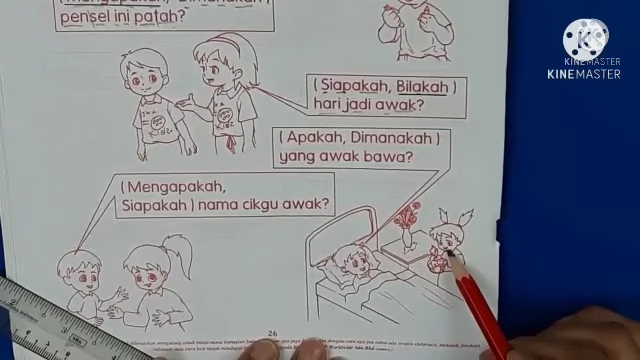 (Mengapakah, Dimanakah)
pensel ini patah?
(Siapakah, Bilakah)
hari jadi awak?
(Apakah, Dimanakah)
yang awak bawa?
(Mengapakah,
Siapakah) nama cikgu awak?
26
KINEMASTER
KINEMASTER